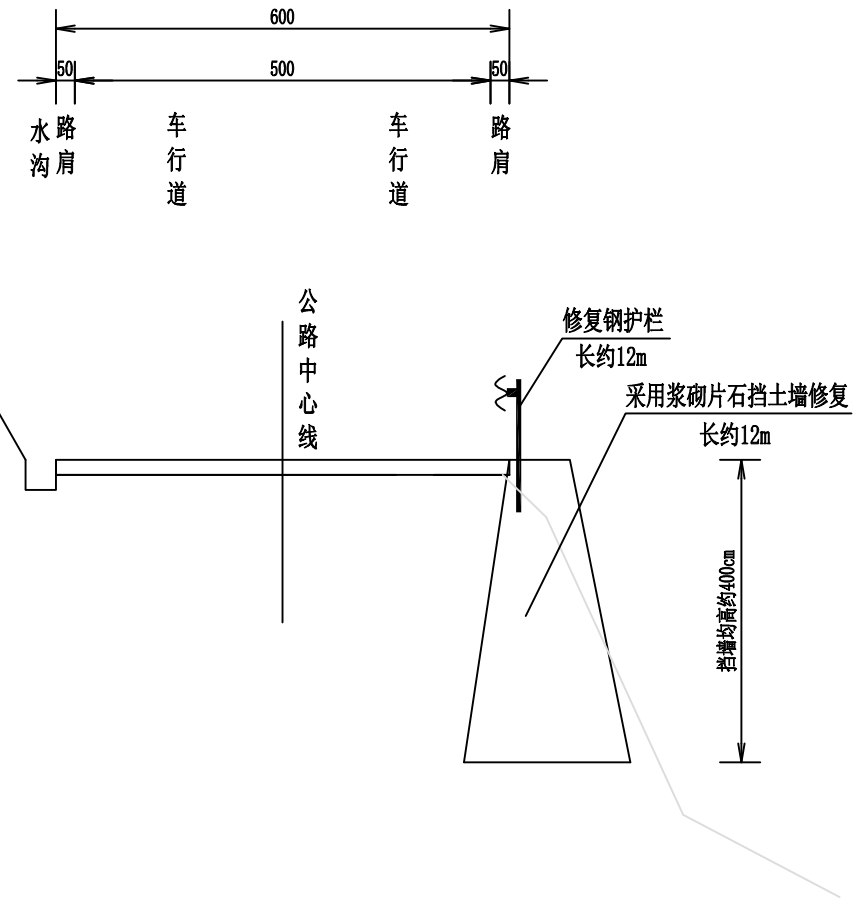 600
50
500
50
水沟
路肩
车行道
车行道
路肩
公路中心线
修复钢护栏
长约12m
采用浆砌片石挡土墙修复
长约12m
挡墙均高约400cm